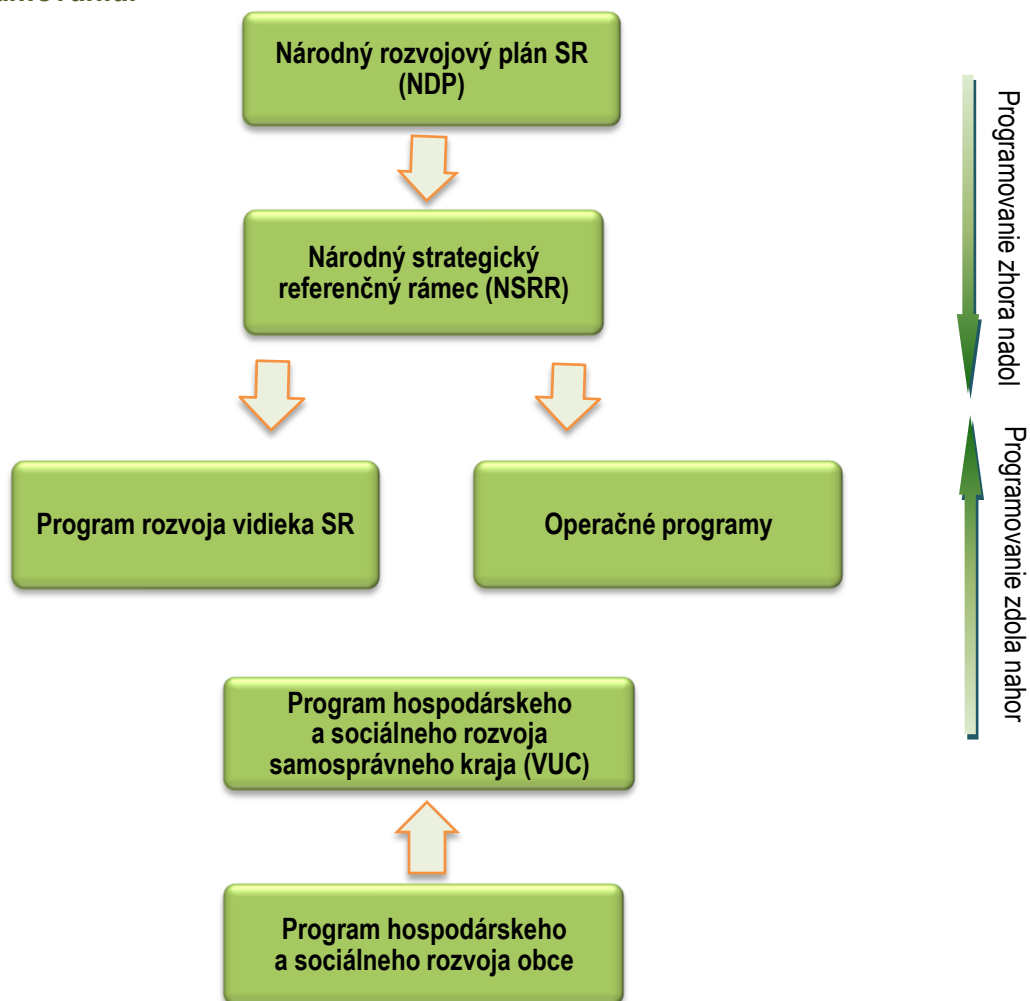 Národný rozvojový plán SR
(NDP)
Národný strategický
referenčný rámec (NSRR)
Program rozvoja vidieka SR
Operačné programy
Program hospodárskeho
a sociálneho rozvoja
samosprávneho kraja (VUC)
Program hospodárskeho
a sociálneho rozvoja obce
Programovanie zhora nadol
Programovanie zdola nahor